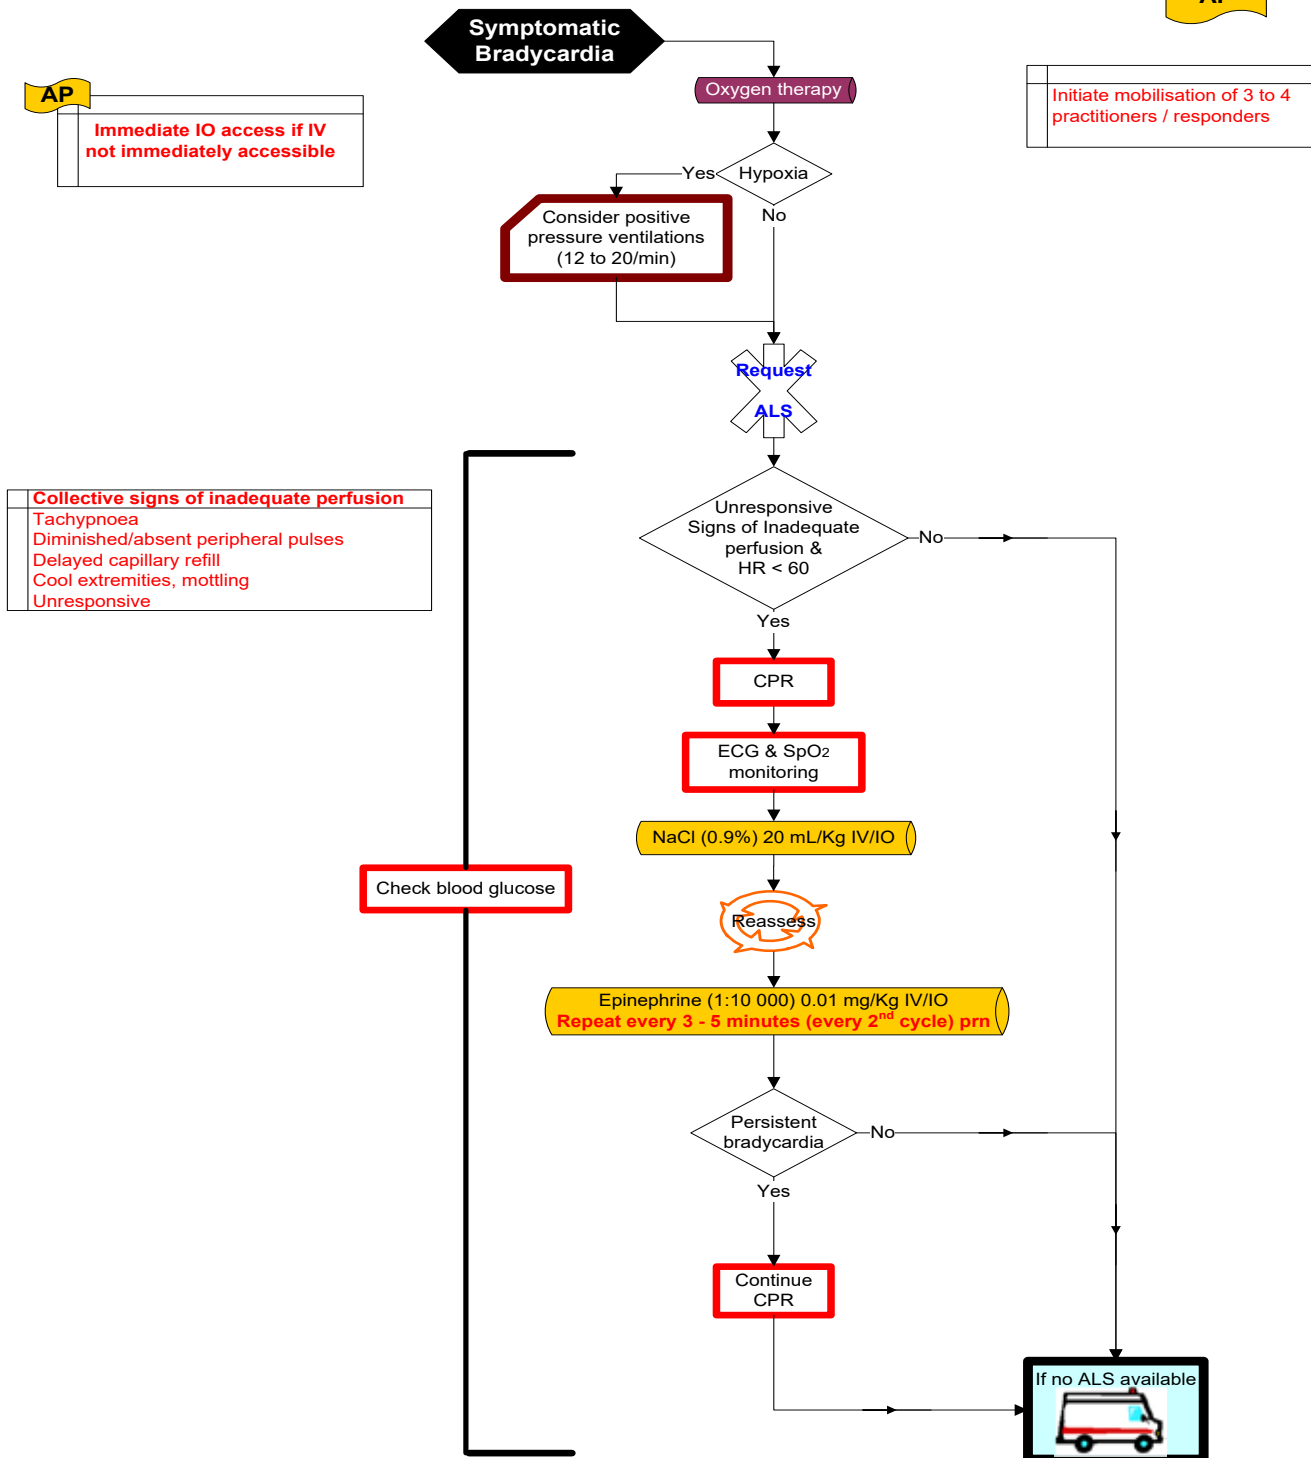 Symptomatic
Bradycardia
AP
Oxygen therapy
AP
Immediate IO access if IV
not immediately accessible
Initiate mobilisation of 3 to 4
practitioners / responders
Yes
Hypoxia
No
Consider positive
pressure ventilations
(12 to 20/min)
Request
ALS
Collective signs of inadequate perfusion
Tachypnoea
Diminished/absent peripheral pulses
Delayed capillary refill
Cool extremities, mottling
Unresponsive
Unresponsive
Signs of Inadequate
perfusion &
HR < 60
No
Yes
CPR
ECG & SpO2
monitoring
NaCl (0.9%) 20 mL/Kg IV/IO
Check blood glucose
Reassess
Epinephrine (1:10 000) 0.01 mg/Kg IV/IO
Repeat every 3 - 5 minutes (every 2nd cycle) prn
Persistent
bradycardia
No
Yes
Continue
CPR
If no ALS available